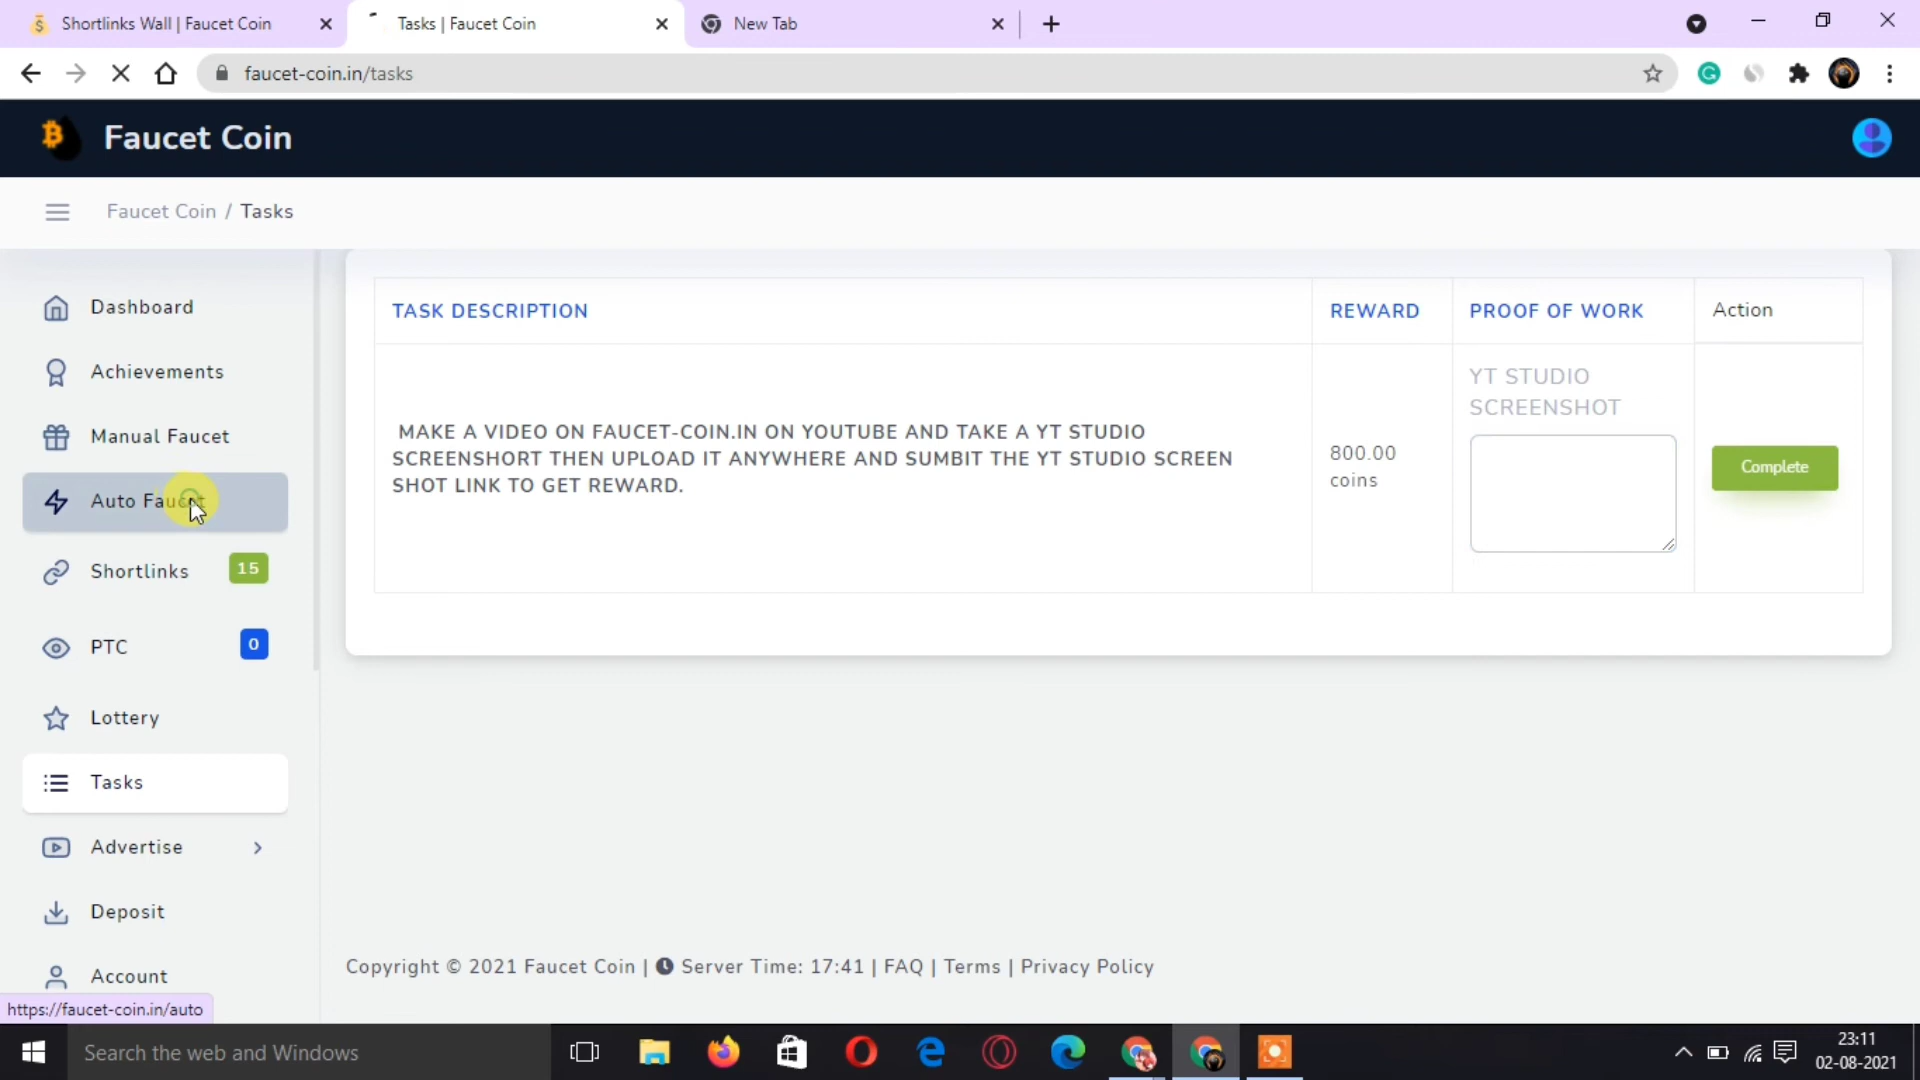 Shortlinks Wall | Faucet Coin
Tasks | Faucet Coin
New Tab
faucet-coin.in/tasks
Faucet Coin
Faucet Coin / Tasks
Dashboard
Achievements
Manual Faucet
Auto Faucet
Shortlinks 15
PTC 0
Lottery
Tasks
Advertise
Deposit
Account
TASK DESCRIPTION REWARD PROOF OF WORK Action
MAKE A VIDEO ON FAUCET-COIN.IN ON YOUTUBE AND TAKE A YT STUDIO
SCREENSHORT THEN UPLOAD IT ANYWHERE AND SUMBIT THE YT STUDIO SCREEN
SHOT LINK TO GET REWARD.
800.00
coins
YT STUDIO
SCREENSHOT
Complete
Copyright © 2021 Faucet Coin | Server Time: 17:41 | FAQ | Terms | Privacy Policy
https://faucet-coin.in/auto
Search the web and Windows
23:11
02-08-2021